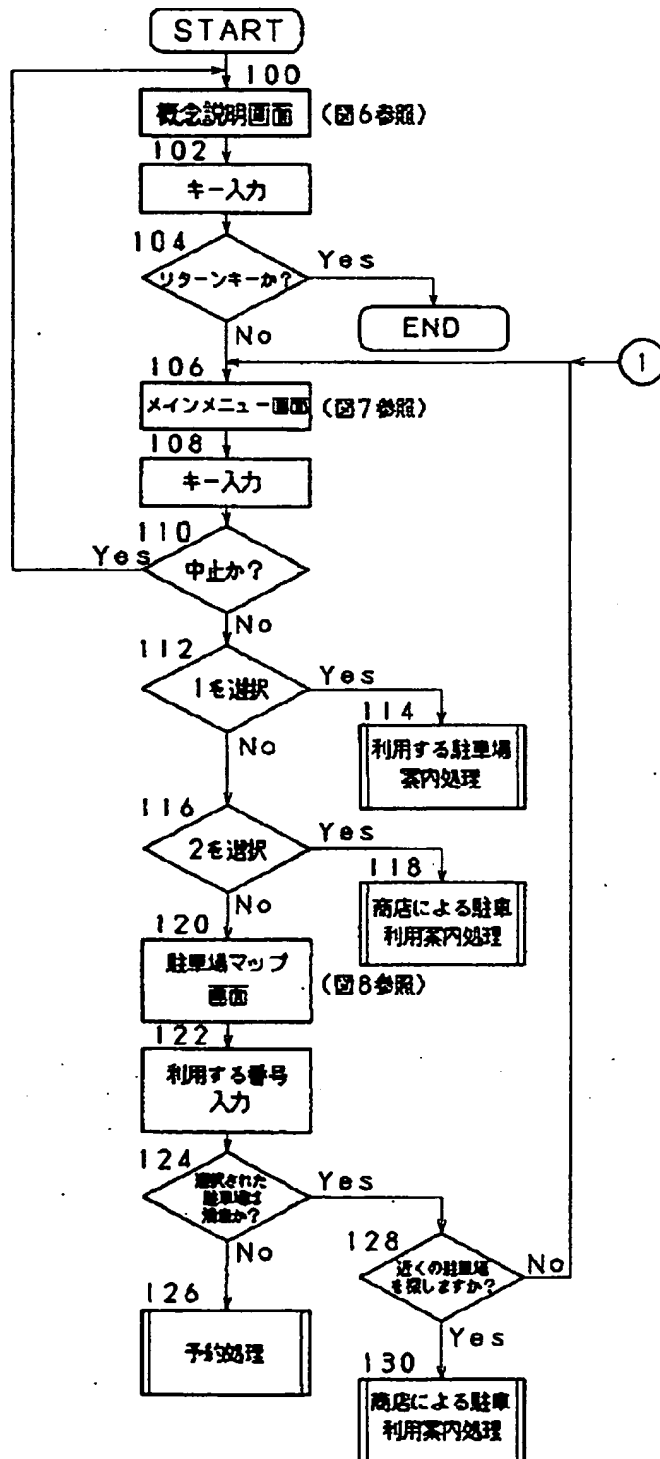 START
100
概念説明画面 (図6参照)
102
キー入力
104
リターンキーか?
Yes
END
No
1
106
メインメニュー画面 (図7参照)
108
キー入力
110
Yes
中止か?
No
112
1を選択
Yes
114
利用する駐車場
案内処理
No
116
2を選択
Yes
118
商店による駐車
利用案内処理
No
120
駐車場マップ
画面
(図8参照)
122
利用する番号
入力
124
選択された
駐車場は
満車か?
Yes
No
126
予約処理
128
近くの駐車場
を探しますか?
No
Yes
130
商店による駐車
利用案内処理